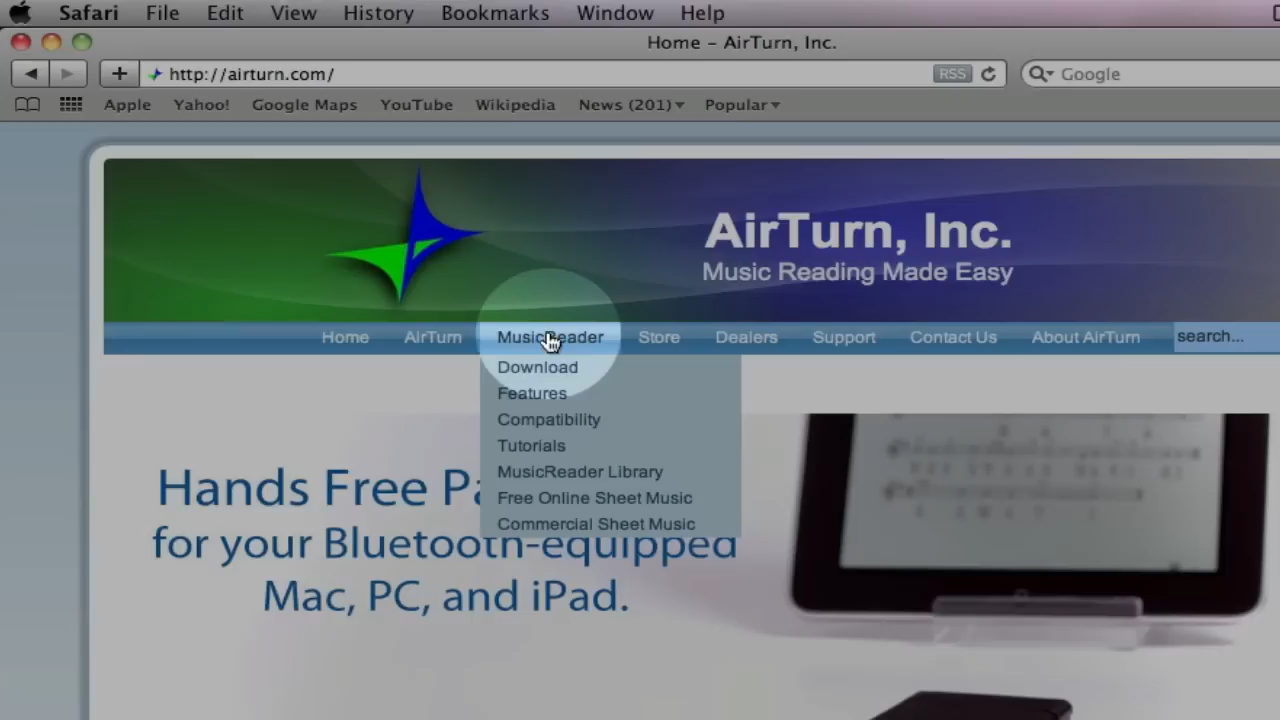 Safari File Edit View History Bookmarks Window Help
Home – AirTurn, Inc.
http://airturn.com/ RSS Google
Apple Yahoo! Google Maps YouTube Wikipedia News (201) Popular
AirTurn, Inc.
Music Reading Made Easy
Home AirTurn MusicReader Store Dealers Support Contact Us About AirTurn search...
Download
Features
Compatibility
Tutorials
MusicReader Library
Free Online Sheet Music
Commercial Sheet Music
Hands Free
for your Bluetooth-equipped
Mac, PC, and iPad.